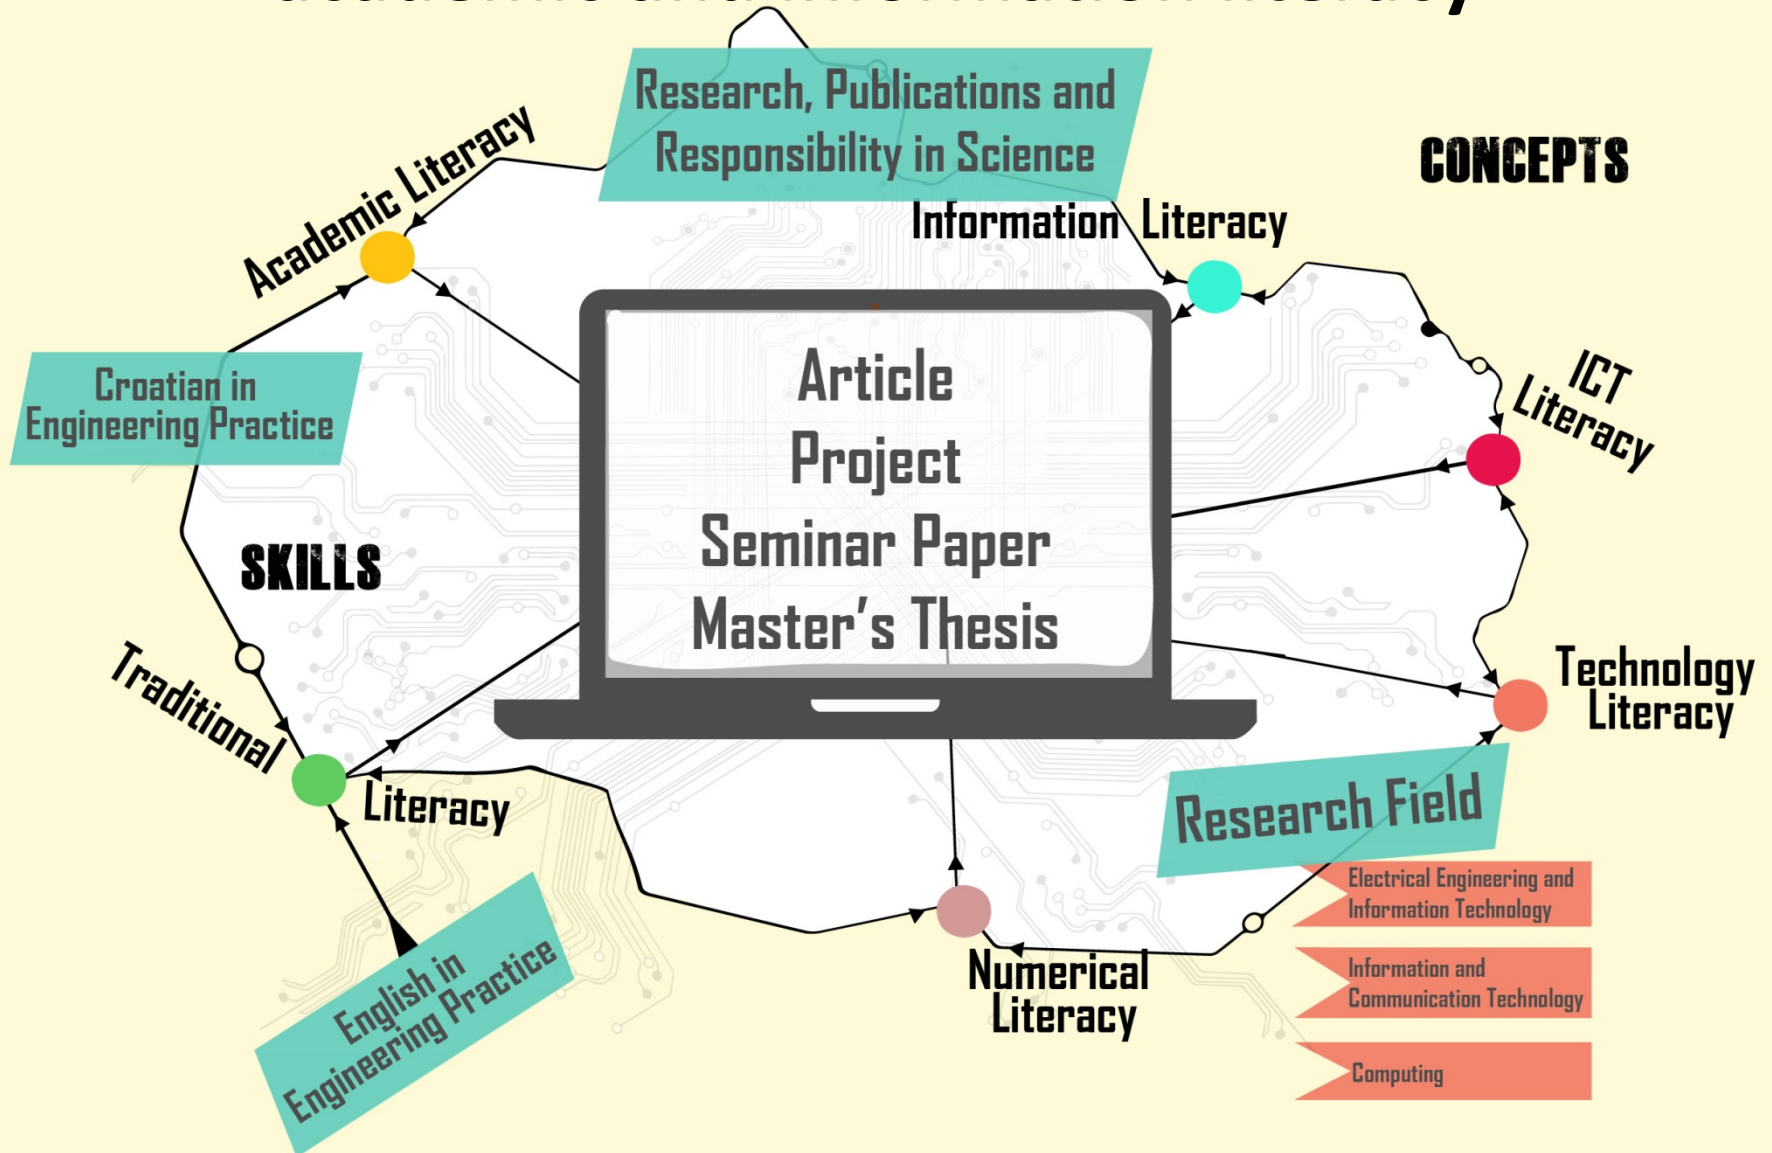 Research, Publications and
Responsibility in Science
CONCEPTS
Academic Literacy
Information Literacy
Croatian in
Engineering Practice
ICT
Literacy
Article
Project
Seminar Paper
Master's Thesis
SKILLS
Traditional
Literacy
Technology
Literacy
Research Field
Electrical Engineering and
Information Technology
Information and
Communication Technology
Computing
Numerical
Literacy
English in
Engineering Practice